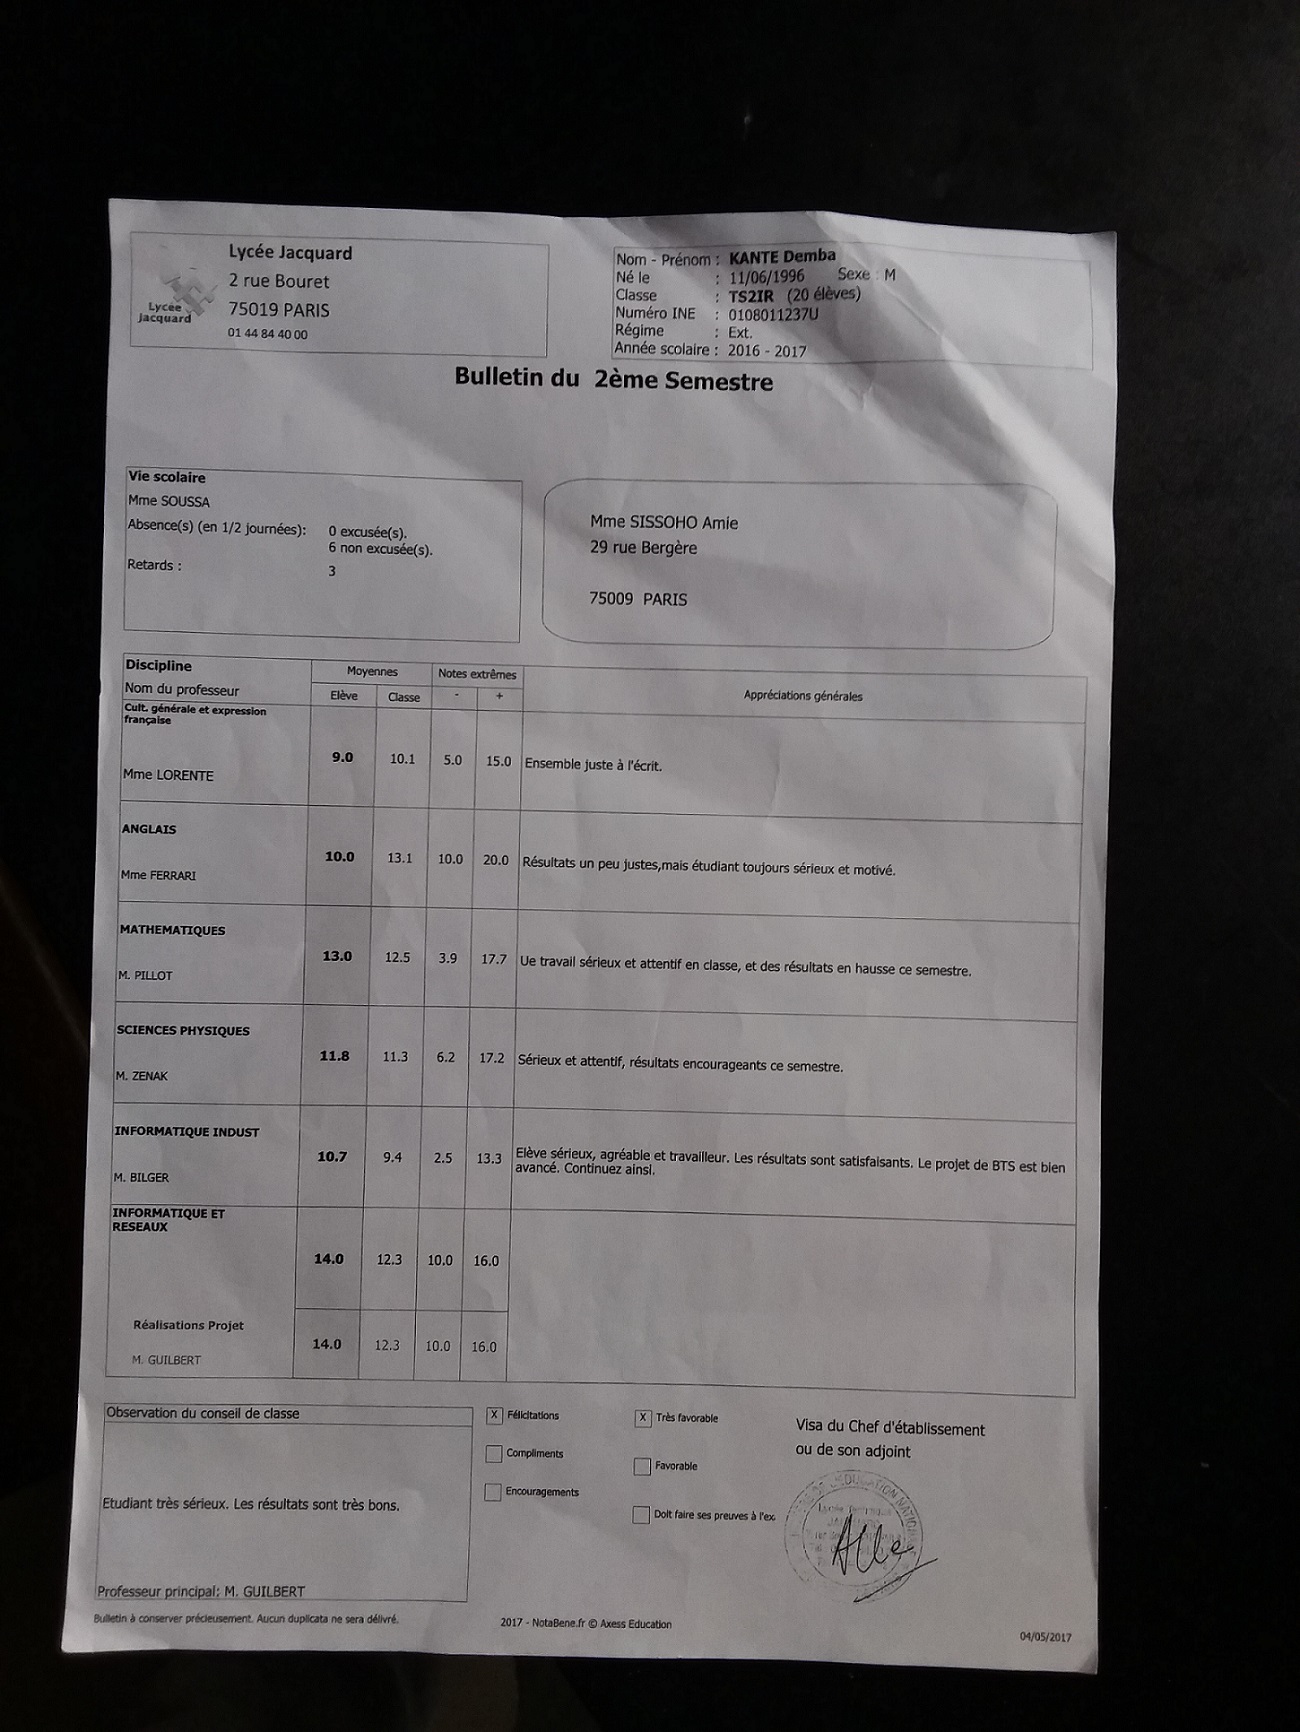 Lycée Jacquard
2 rue Bouret
75019 PARIS
01 44 84 40 00
Lycée
Jacquard
Nom - Prénom : KANTE Demba
Né le : 11/06/1996 Sexe : M
Classe : TS2IR (20 élèves)
Numéro INE : 0108011237U
Régime : Ext.
Année scolaire : 2016 - 2017
Bulletin du 2ème Semestre
Vie scolaire
Mme SOUSSA
Absence(s) (en 1/2 journées): 0 excusée(s).
6 non excusée(s).
Retards : 3
Mme SISSOHO Amie
29 rue Bergère
75009 PARIS
Discipline
Nom du professeur
Moyennes
Notes extrêmes
Elève Classe - +
Appréciations générales
Cult. générale et expression
française
Mme LORENTE
9.0 10.1 5.0 15.0 Ensemble juste à l'écrit.
ANGLAIS
Mme FERRARI
10.0 13.1 10.0 20.0 Résultats un peu justes,mais étudiant toujours sérieux et motivé.
MATHEMATIQUES
M. PILLOT
13.0 12.5 3.9 17.7 Ue travail sérieux et attentif en classe, et des résultats en hausse ce semestre.
SCIENCES PHYSIQUES
M. ZENAK
11.8 11.3 6.2 17.2 Sérieux et attentif, résultats encourageants ce semestre.
INFORMATIQUE INDUST
M. BILGER
10.7 9.4 2.5 13.3 Elève sérieux, agréable et travailleur. Les résultats sont satisfaisants. Le projet de BTS est bien
avancé. Continuez ainsi.
INFORMATIQUE ET
RESEAUX
14.0 12.3 10.0 16.0
Réalisations Projet
M. GUILBERT
14.0 12.3 10.0 16.0
Observation du conseil de classe
Etudiant très sérieux. Les résultats sont très bons.
Professeur principal: M. GUILBERT
X Félicitations
Compliments
Encouragements
X Très favorable
Favorable
Doit faire ses preuves à l'ex
Visa du Chef d'établissement
ou de son adjoint
Bulletin à conserver précieusement. Aucun duplicata ne sera délivré.
2017 - NotaBene.fr © Axess Education
04/05/2017